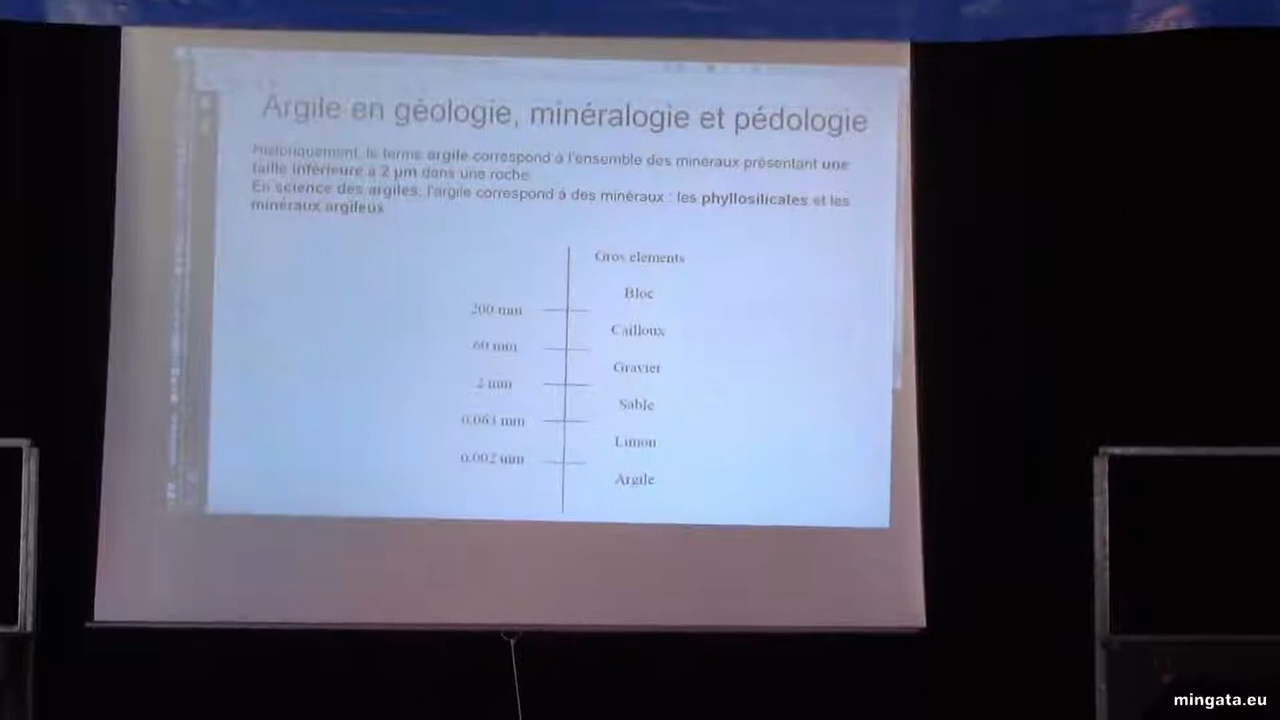 Argile en géologie, minéralogie et pédologie
Historiquement, le terme argile correspond à l'ensemble des minéraux présentant une
taille inférieure à 2 µm dans une roche
En science des argiles, l'argile correspond à des minéraux : les phyllosilicates et les
minéraux argileux
Gros elements
Bloc
200 mm
Cailloux
60 mm
Gravier
2 mm
Sable
0.063 mm
Limon
0.002 mm
Argile
mingata.eu